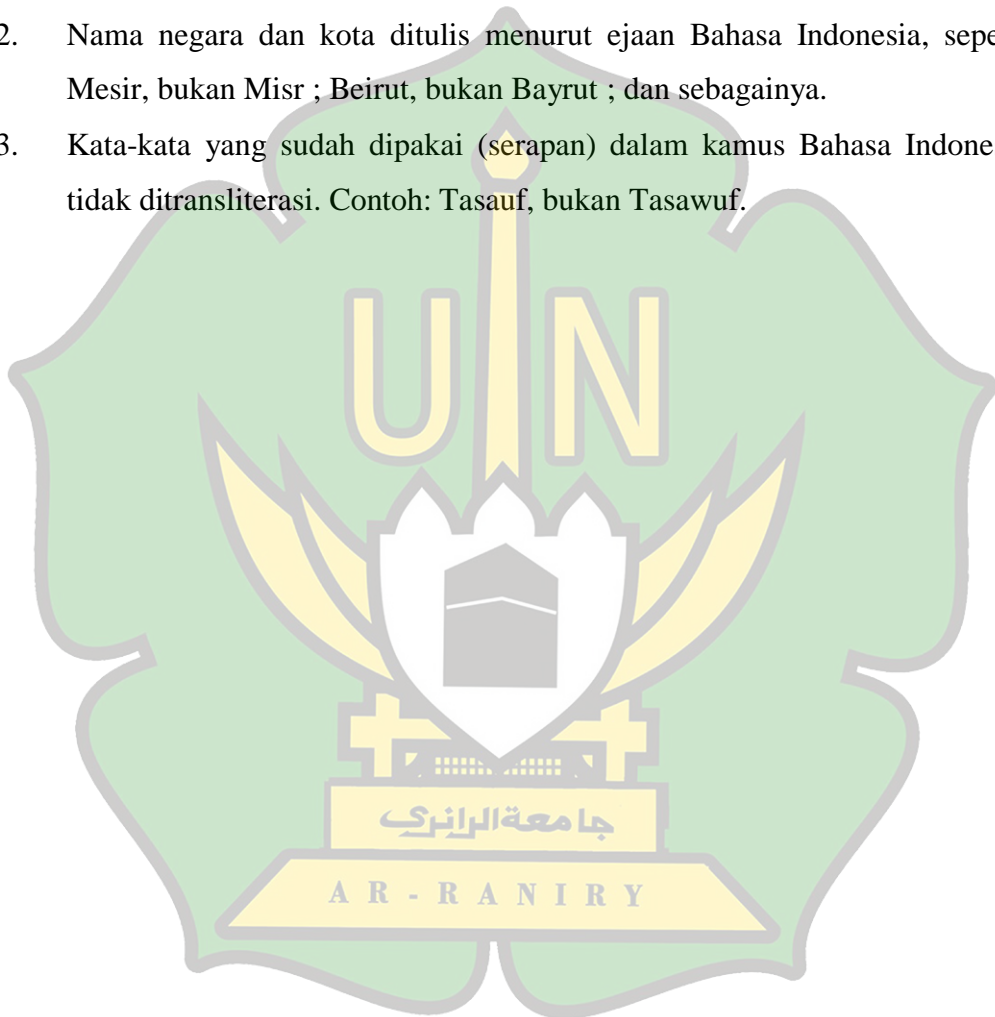 2. Nama negara dan kota ditulis menurut ejaan Bahasa Indonesia, sepe
Mesir, bukan Misr ; Beirut, bukan Bayrut ; dan sebagainya.
3. Kata-kata yang sudah dipakai (serapan) dalam kamus Bahasa Indone
tidak ditransliterasi. Contoh: Tasauf, bukan Tasawuf.
UIN
جامعةالرانري
AR-RANIRY